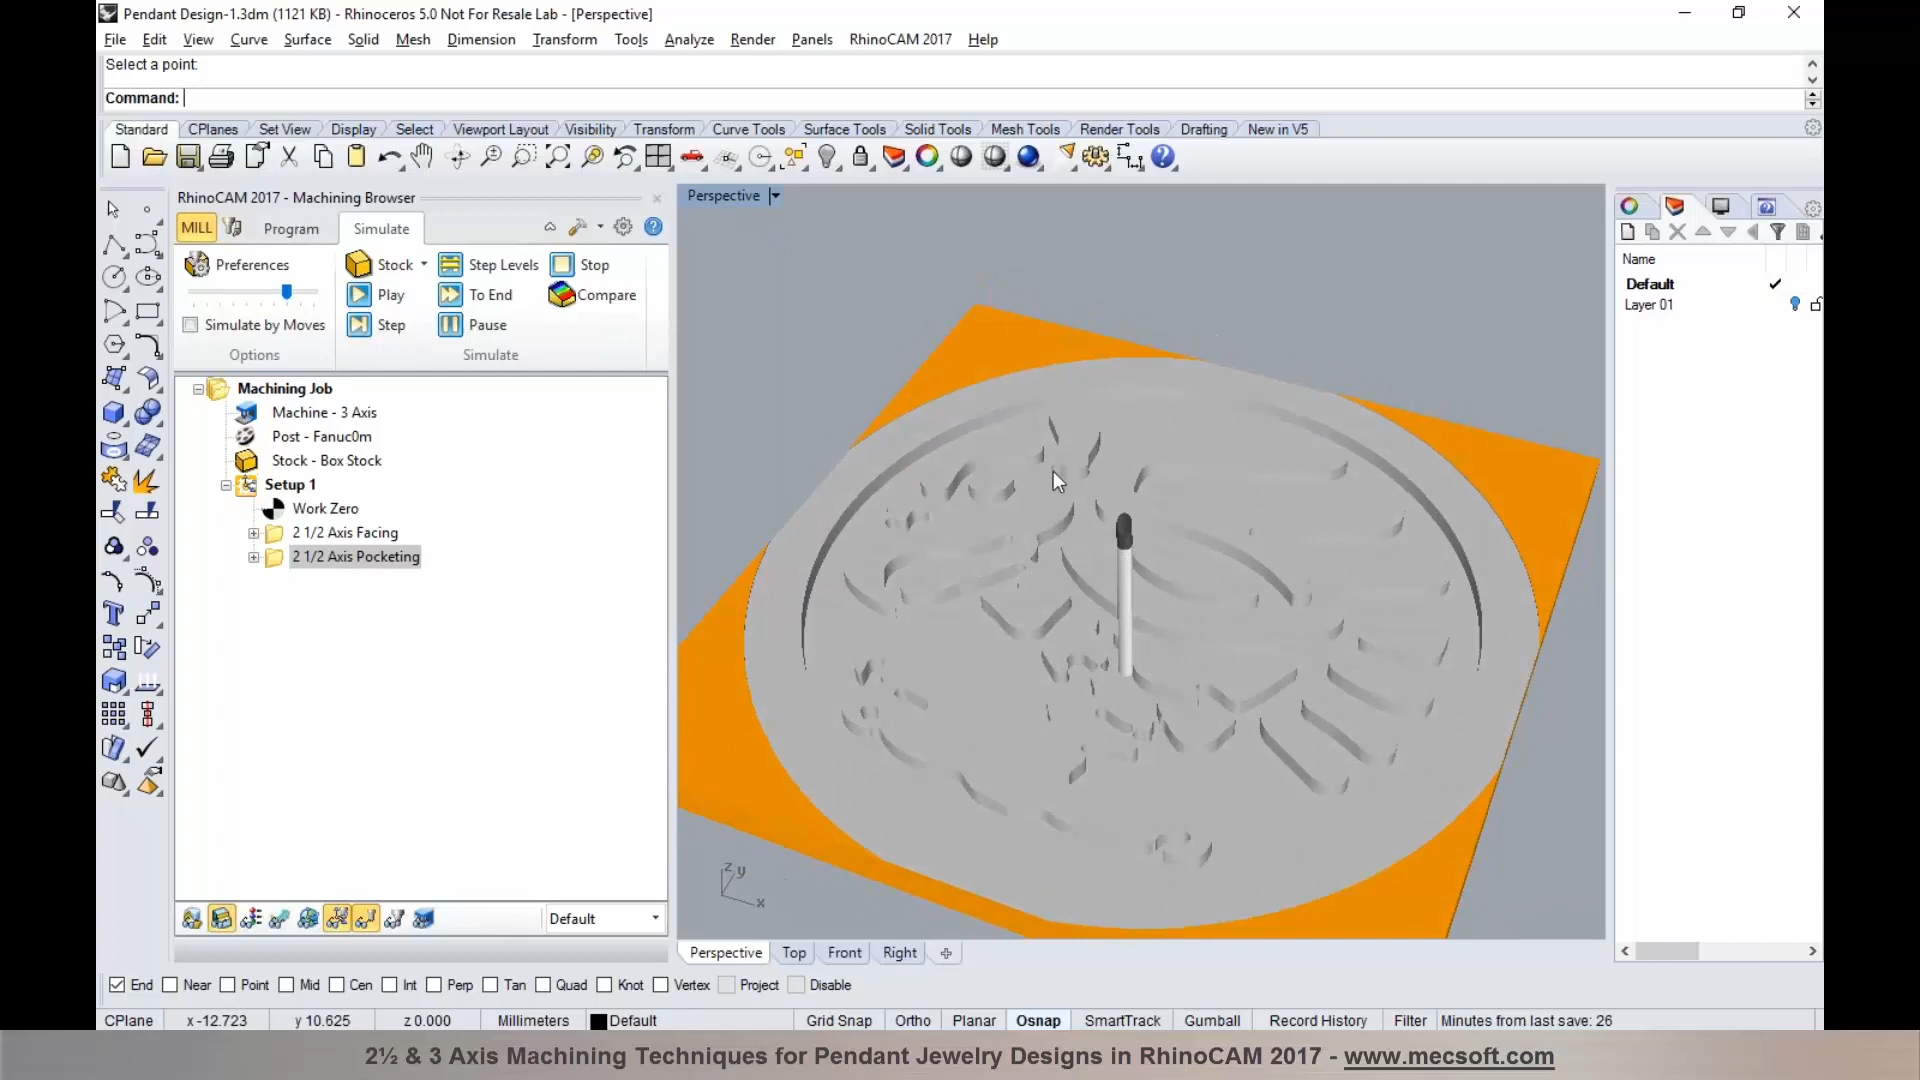 Pendant Design-1.3dm (1121 KB) - Rhinoceros 5.0 Not For Resale Lab - [Perspective]
File Edit View Curve Surface Solid Mesh Dimension Transform Tools Analyze Render Panels RhinoCAM 2017 Help
Select a point:
Command:
Standard CPlanes Set View Display Select Viewport Layout Visibility Transform Curve Tools Surface Tools Solid Tools Mesh Tools Render Tools Drafting New in V5
RhinoCAM 2017 - Machining Browser
MILL Program Simulate
Preferences Stock Step Levels Stop
Play To End Compare
Simulate by Moves Step Pause
Options Simulate
Machining Job
Machine - 3 Axis
Post - Fanuc0m
Stock - Box Stock
Setup 1
Work Zero
2 1/2 Axis Facing
2 1/2 Axis Pocketing
Default
Perspective
z y
x
Perspective Top Front Right
Name
Default
Layer 01
End Near Point Mid Cen Int Perp Tan Quad Knot Vertex Project Disable
CPlane x -12.723 y 10.625 z 0.000 Millimeters Default Grid Snap Ortho Planar Osnap SmartTrack Gumball Record History Filter Minutes from last save: 26
2½ & 3 Axis Machining Techniques for Pendant Jewelry Designs in RhinoCAM 2017 - www.mecsoft.com